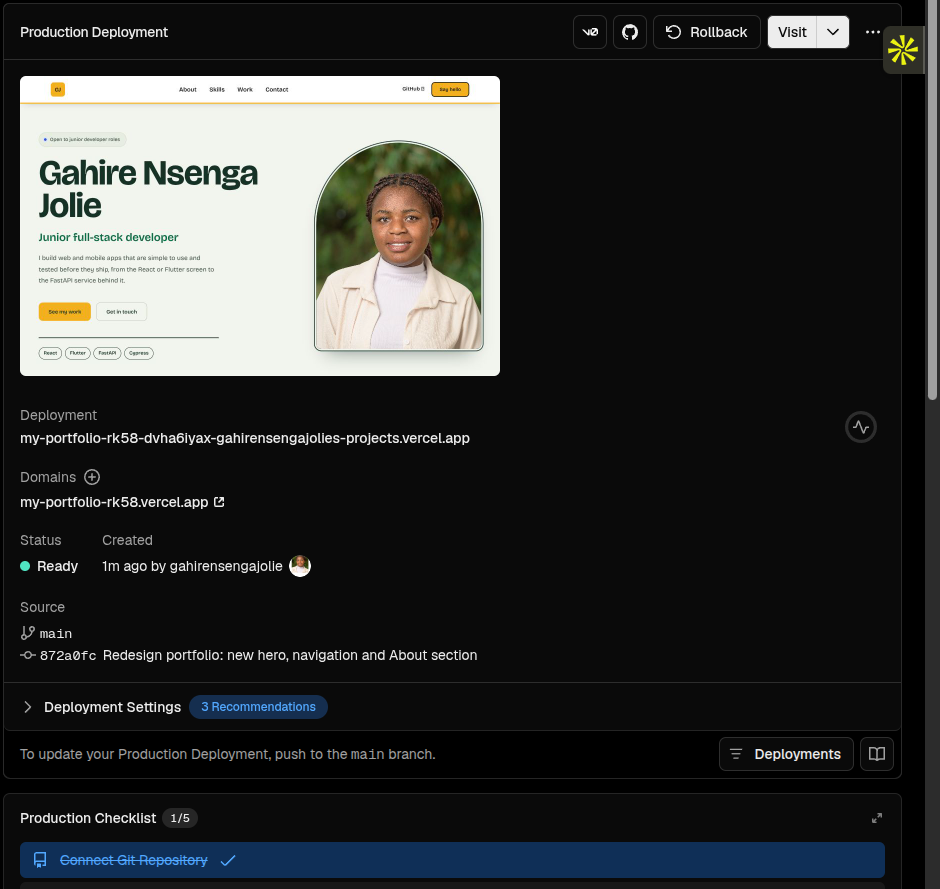 Production Deployment
Rollback
Visit
GJ
About Skills Work Contact
GitHub
Say hello
Open to junior developer roles
Gahire Nsenga
Jolie
Junior full-stack developer
I build web and mobile apps that are simple to use and
tested before they ship, from the React or Flutter screen to
the FastAPI service behind it.
See my work
Get in touch
React Flutter FastAPI Cypress
Deployment
my-portfolio-rk58-dvha6iyax-gahirensengajolies-projects.vercel.app
Domains
my-portfolio-rk58.vercel.app
Status Created
Ready 1m ago by gahirensengajolie
Source
main
872a0fc Redesign portfolio: new hero, navigation and About section
Deployment Settings 3 Recommendations
To update your Production Deployment, push to the main branch.
Deployments
Production Checklist 1/5
Connect Git Repository